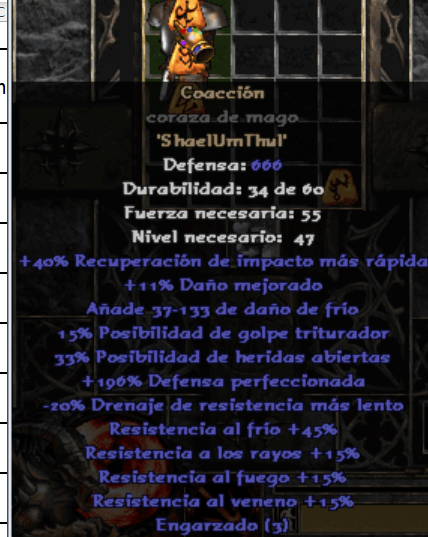 Coacción
coraza de mago
'ShaelUmThul'
Defensa: 666
Durabilidad: 34 de 60
Fuerza necesaria: 55
Nivel necesario: 47
+40% Recuperación de impacto más rápida
+11% Daño mejorado
Añade 37-133 de daño de frío
15% Posibilidad de golpe triturador
33% Posibilidad de heridas abiertas
+196% Defensa perfeccionada
-20% Drenaje de resistencia más lento
Resistencia al frío +45%
Resistencia a los rayos +15%
Resistencia al fuego +15%
Resistencia al veneno +15%
Engarzado (3)